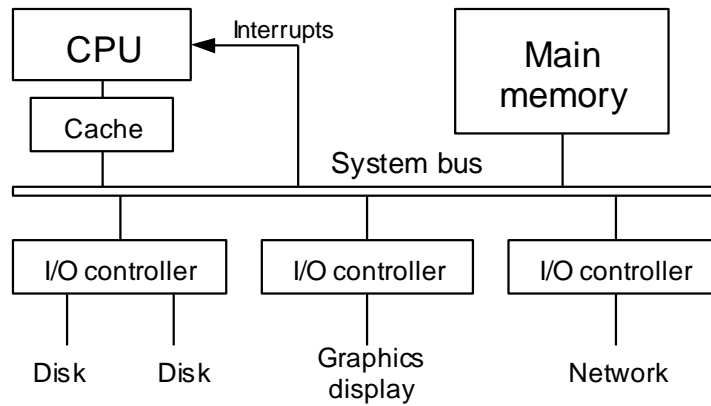 CPU
Interrupts
Main
memory
Cache
System bus
I/O controller
I/O controller
I/O controller
Disk
Disk
Graphics
display
Network